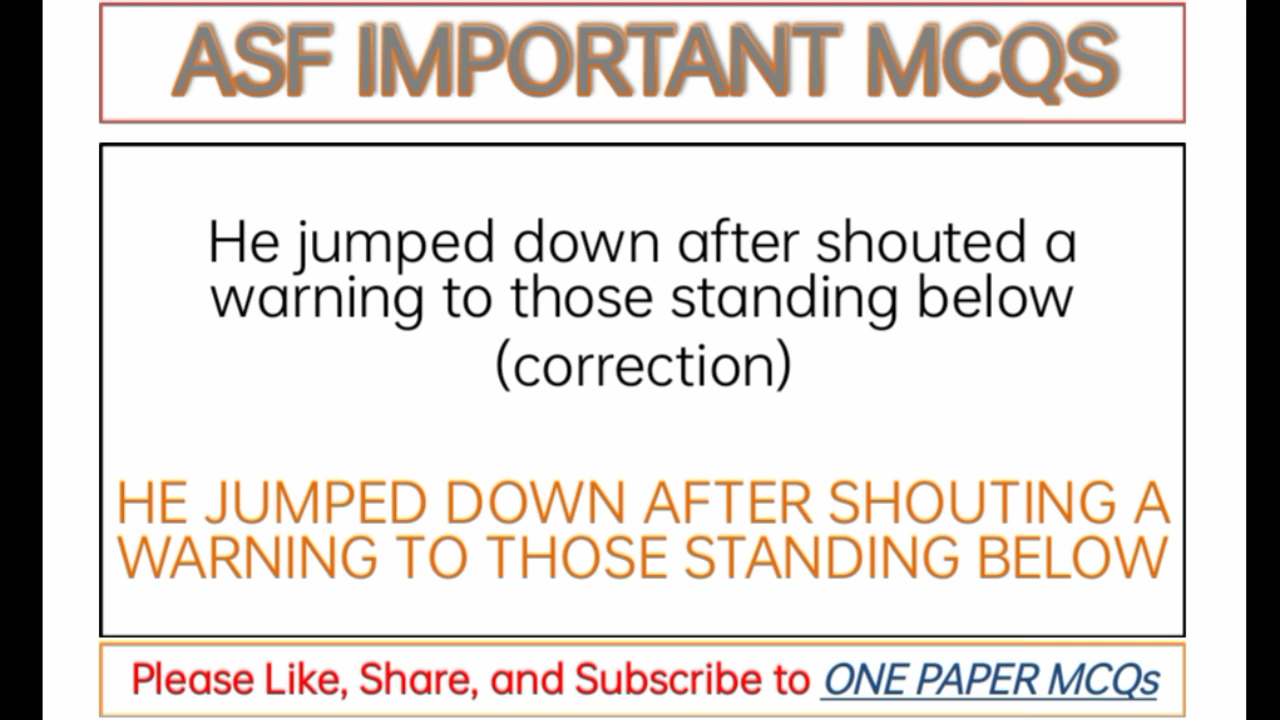 ASF IMPORTANT MCQS
He jumped down after shouted a
warning to those standing below
(correction)
HE JUMPED DOWN AFTER SHOUTING A
WARNING TO THOSE STANDING BELOW
Please Like, Share, and Subscribe to ONE PAPER MCQs